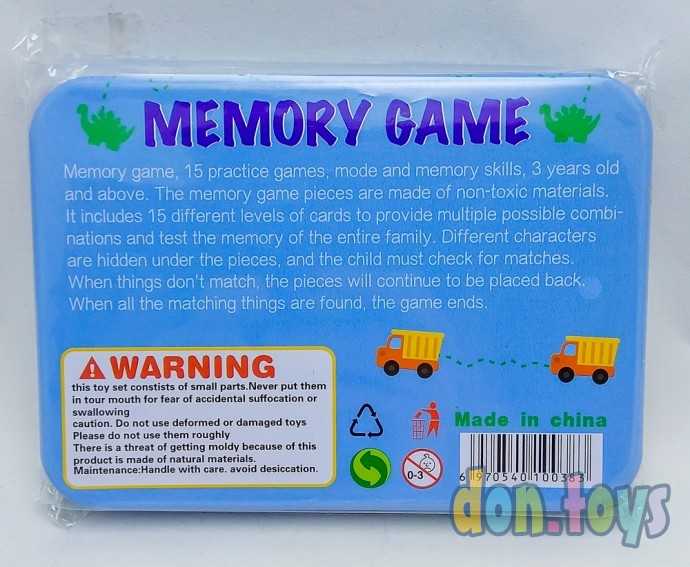 MEMORY GAME
Memory game, 15 practice games, mode and memory skills, 3 years old
and above. The memory game pieces are made of non-toxic materials.
It includes 15 different levels of cards to provide multiple possible combi-
nations and test the memory of the entire family. Different characters
are hidden under the pieces, and the child must check for matches.
When things don't match, the pieces will continue to be placed back.
When all the matching things are found, the game ends.
WARNING
this toy set constists of small parts.Never put them
in tour mouth for fear of accidental suffocation or
swallowing
caution. Do not use deformed or damaged toys
Please do not use them roughly
There is a threat of getting moldy because of this
product is made of natural materials.
Maintenance:Handle with care. avoid desiccation.
0-3
Made in china
6 970540 100383
don.toys